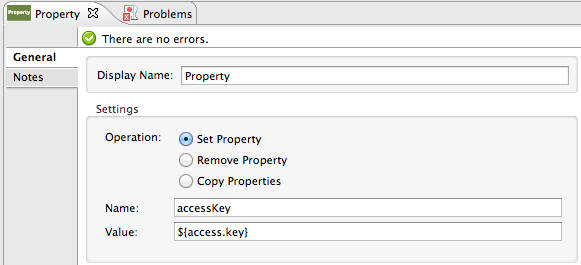 Property Property Problems
There are no errors.
General
Notes
Display Name: Property
Settings
Operation: Set Property
Remove Property
Copy Properties
Name: accessKey
Value: ${access.key}